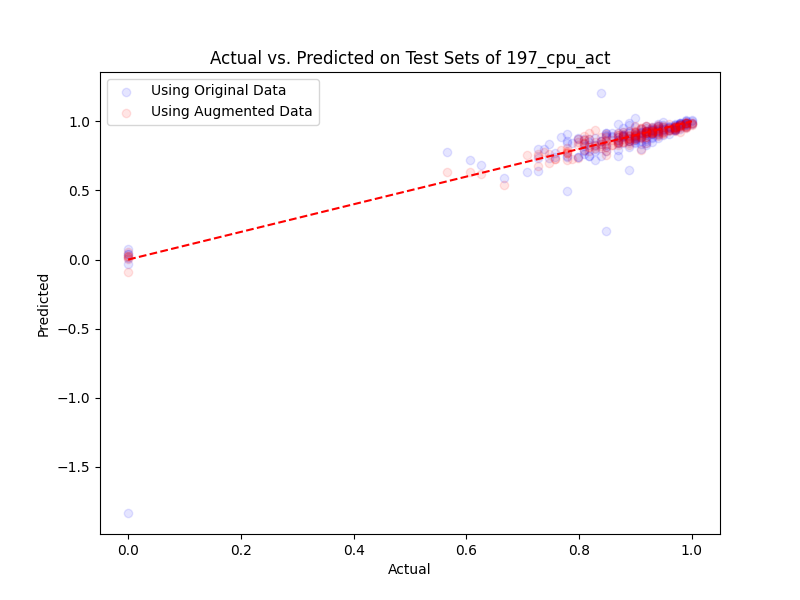 Actual vs. Predicted on Test Sets of 197_cpu_act
Using Original Data
Using Augmented Data
1.0
0.5
0.0
−0.5
−1.0
−1.5
Predicted
0.0 0.2 0.4 0.6 0.8 1.0
Actual